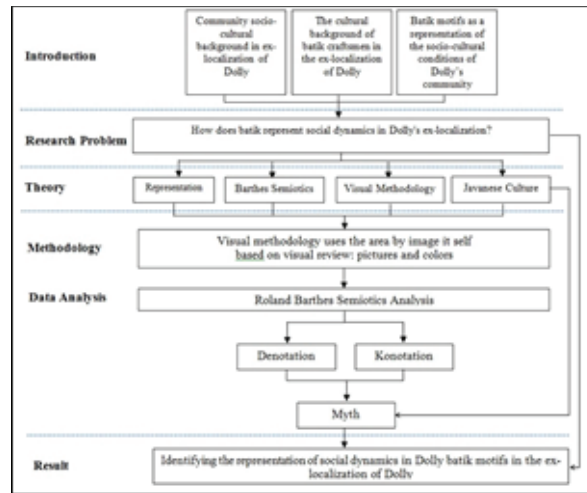 Introduction
Community socio-
cultural
background in ex-
localization of
Dolly
The cultural
background of
batik craftsmen in
the ex-localization
of Dolly
Batik motifs as a
representation of
the socio-cultural
conditions of
Dolly's
community
Research Problem
How does batik represent social dynamics in Dolly's ex-localization?
Theory
Representation
Barthes Semiotics
Visual Methodology
Javanese Culture
Methodology
Visual methodology uses the area by image it self
based on visual review: pictures and colors
Data Analysis
Roland Barthes Semiotics Analysis
Denotation
Konotation
Myth
Result
Identifying the representation of social dynamics in Dolly batik motifs in the ex-
localization of Dolly